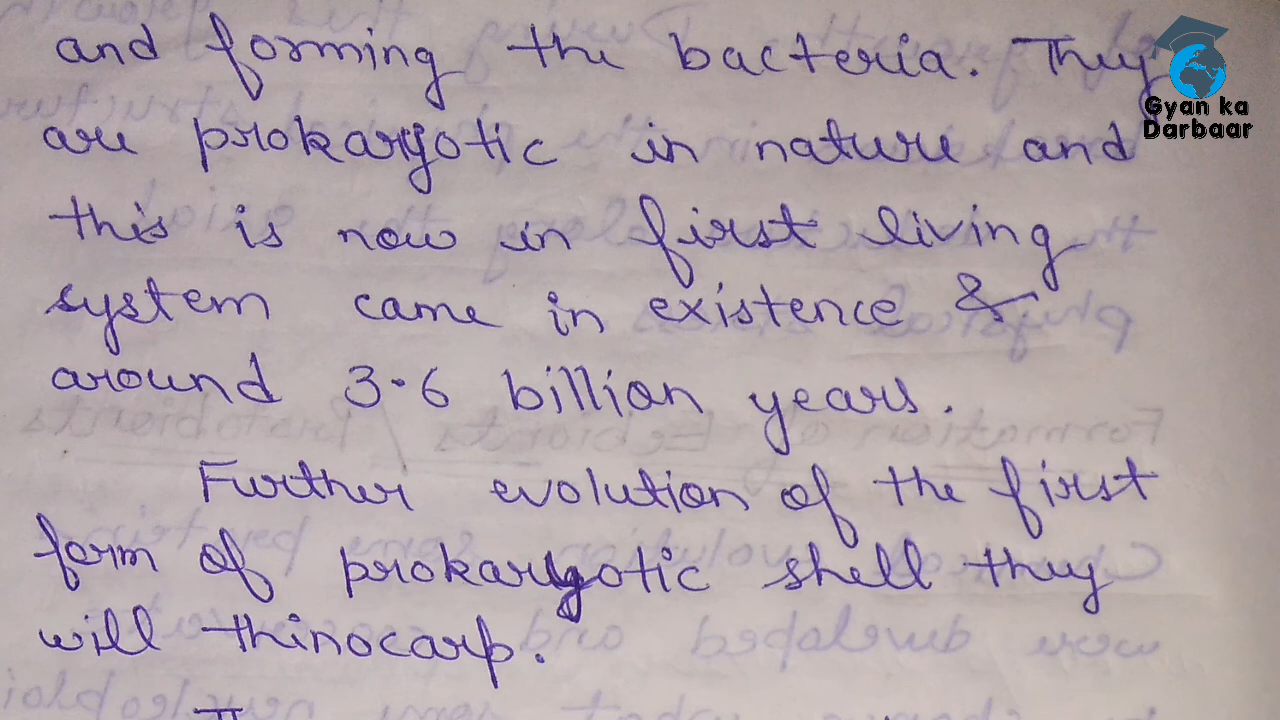 and forming the bacteria. They
Gyan ka
Darbaar
are prokaryotic in nature and
this is now in first living
system came in existence &
around 3.6 billion years.
Further evolution of the first
form of prokaryotic shell they
will thinocarp.